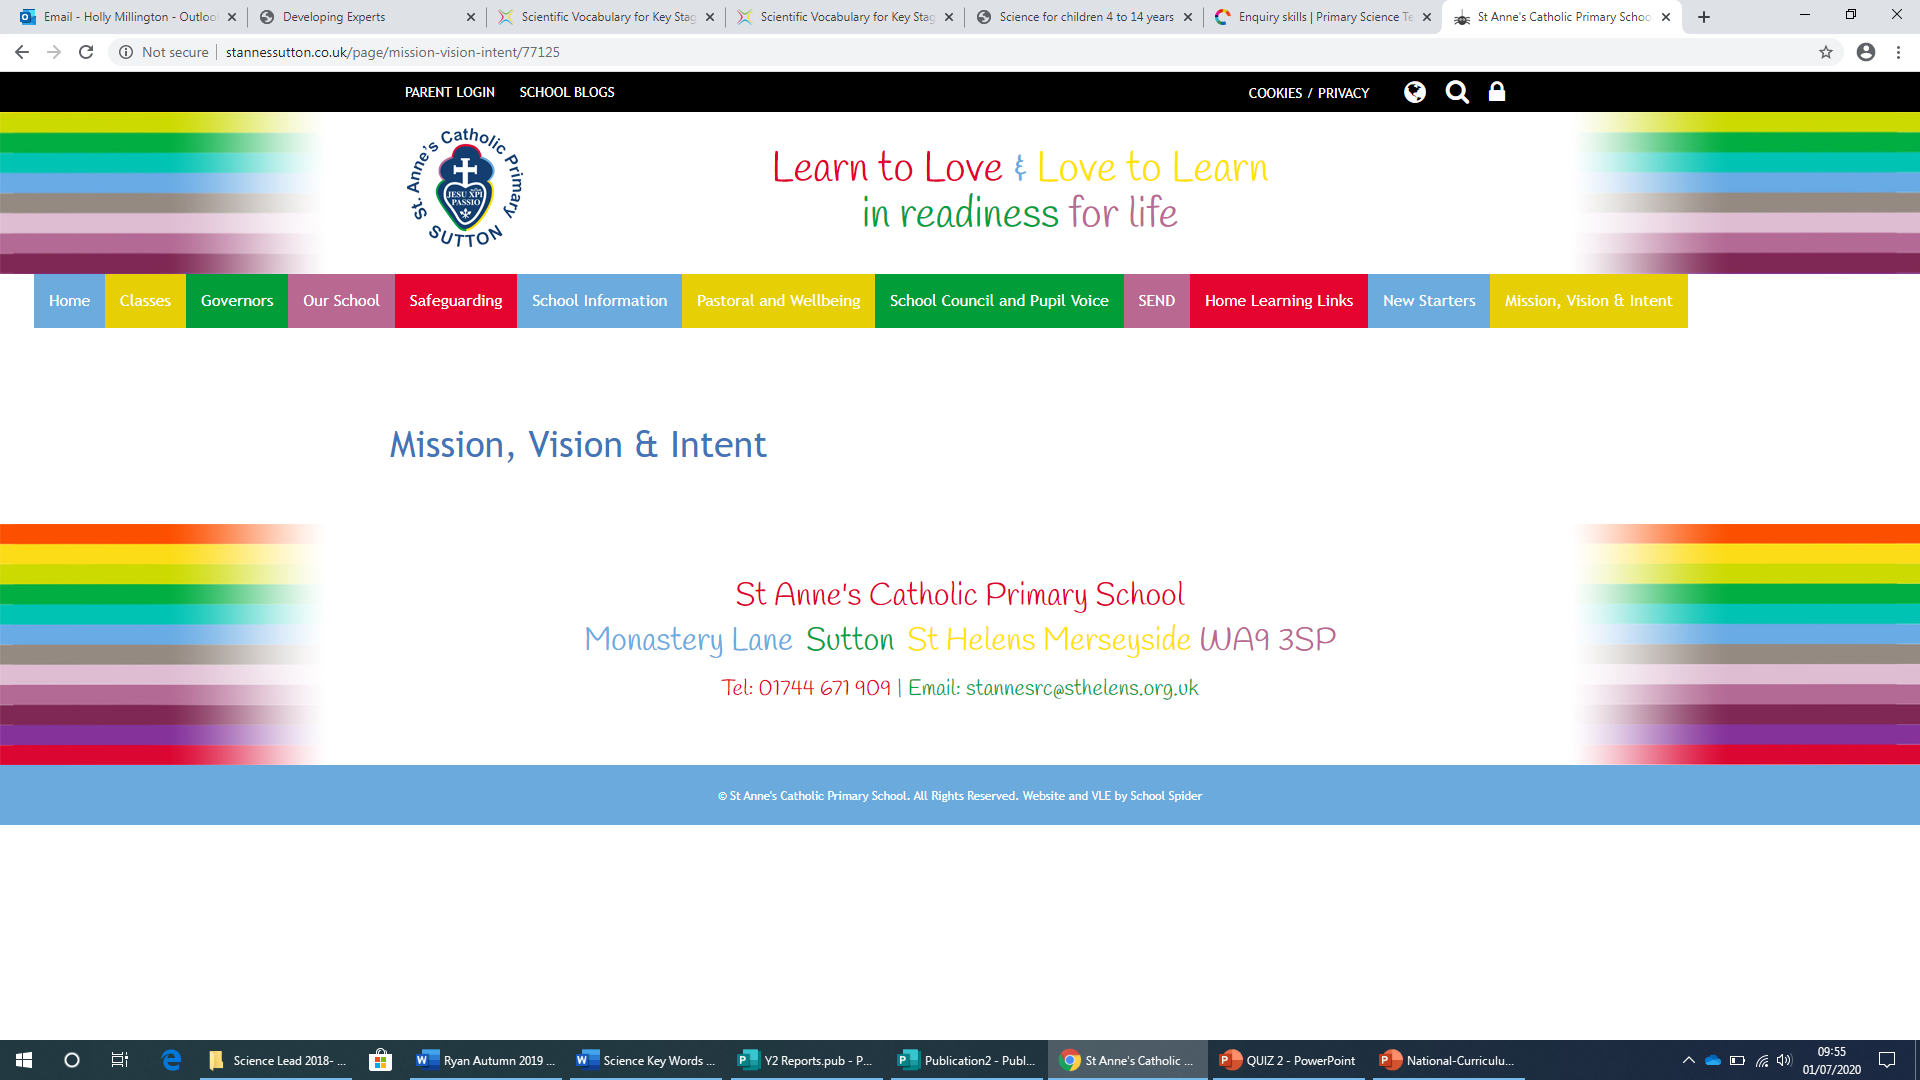 Email - Holly Millington - Outloo
Developing Experts
Scientific Vocabulary for Key Stag
Scientific Vocabulary for Key Stag
Science for children 4 to 14 years
Enquiry skills | Primary Science Te
St Anne's Catholic Primary Schoo
Not secure
stannessutton.co.uk/page/mission-vision-intent/77125
PARENT LOGIN
SCHOOL BLOGS
COOKIES / PRIVACY
St. Anne's Catholic Primary
JESU XPI
PASSIO
SUTTON
Learn to Love & Love to Learn
in readiness for life
Home
Classes
Governors
Our School
Safeguarding
School Information
Pastoral and Wellbeing
School Council and Pupil Voice
SEND
Home Learning Links
New Starters
Mission, Vision & Intent
Mission, Vision & Intent
St Anne's Catholic Primary School
Monastery Lane Sutton St Helens Merseyside WA9 3SP
Tel: 01744 671 909 | Email: stannesrc@sthelens.org.uk
© St Anne's Catholic Primary School. All Rights Reserved. Website and VLE by School Spider
Science Lead 2018- ...
Ryan Autumn 2019 ...
Science Key Words ...
Y2 Reports.pub - P...
Publication2 - Publ...
St Anne's Catholic ...
QUIZ 2 - PowerPoint
National-Curriculu...
09:55
01/07/2020